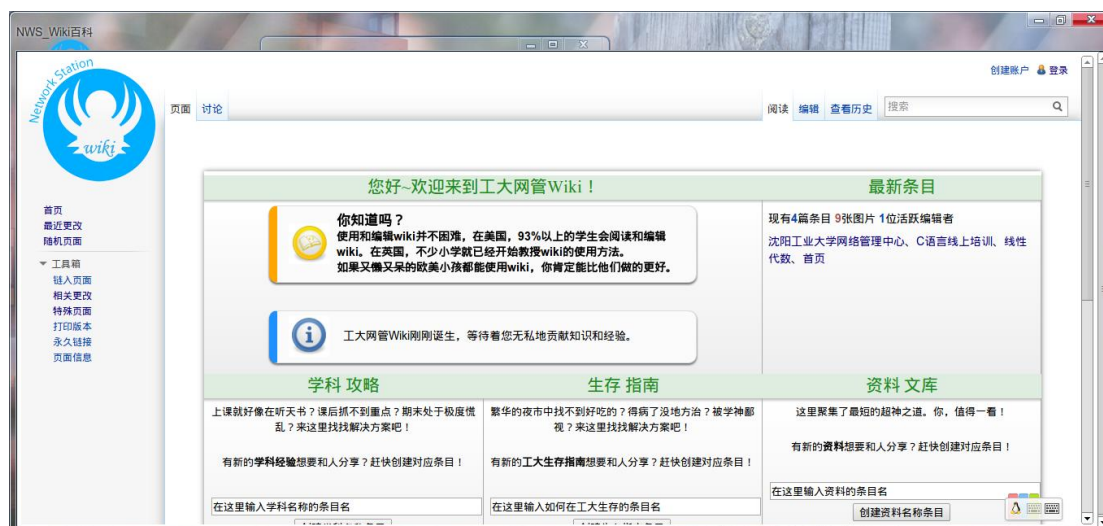 NWS_Wiki百科
Network Station
wiki
创建账户 登录
页面 讨论
阅读 编辑 查看历史 搜索
首页
最近更改
随机页面
工具箱
链入页面
相关更改
特殊页面
打印版本
永久链接
页面信息
您好~欢迎来到工大网管Wiki！
你知道吗？
使用和编辑wiki并不困难，在美国，93%以上的学生会阅读和编辑
wiki。在英国，不少小学就已经开始教授wiki的使用方法。
如果又懒又呆的欧美小孩都能使用wiki，你肯定能比他们做的更好。
工大网管Wiki刚刚诞生，等待着您无私地贡献知识和经验。
最新条目
现有4篇条目 9张图片 1位活跃编辑者
沈阳工业大学网络管理中心、C语言线上培训、线性
代数、首页
学科 攻略
上课就好像在听天书？课后抓不到重点？期末处于极度慌
乱？来这里找找解决方案吧！
有新的学科经验想要和人分享？赶快创建对应条目！
在这里输入学科名称的条目名
生存 指南
繁华的夜市中找不到好吃的？得病了没地方治？被学神鄙
视？来这里找找解决方案吧！
有新的工大生存指南想要和人分享？赶快创建对应条目！
在这里输入如何在工大生存的条目名
资料 文库
这里聚集了最短的超神之道。你，值得一看！
有新的资料想要和人分享？赶快创建对应条目！
在这里输入资料的条目名
创建资料名称条目